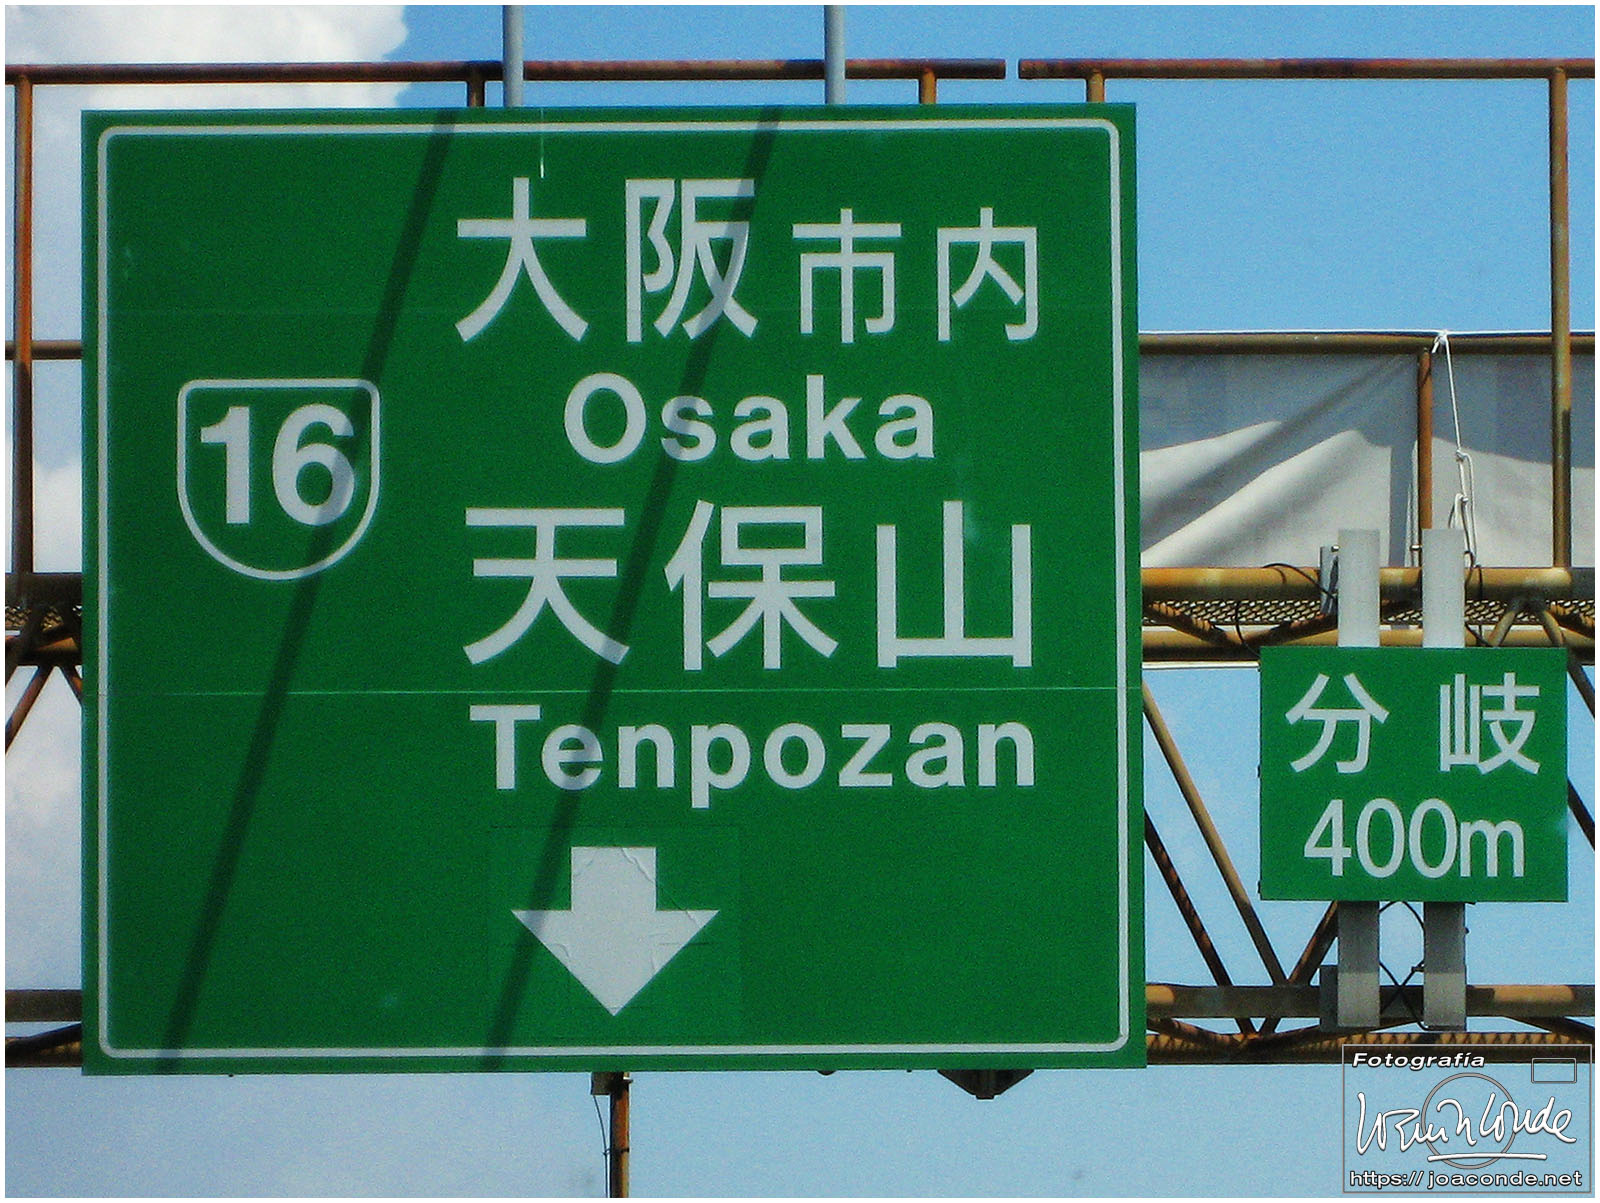 大阪市内
Osaka
16
天保山
Tenpozan
分岐
400m
Fotografía
https://joaconde.net